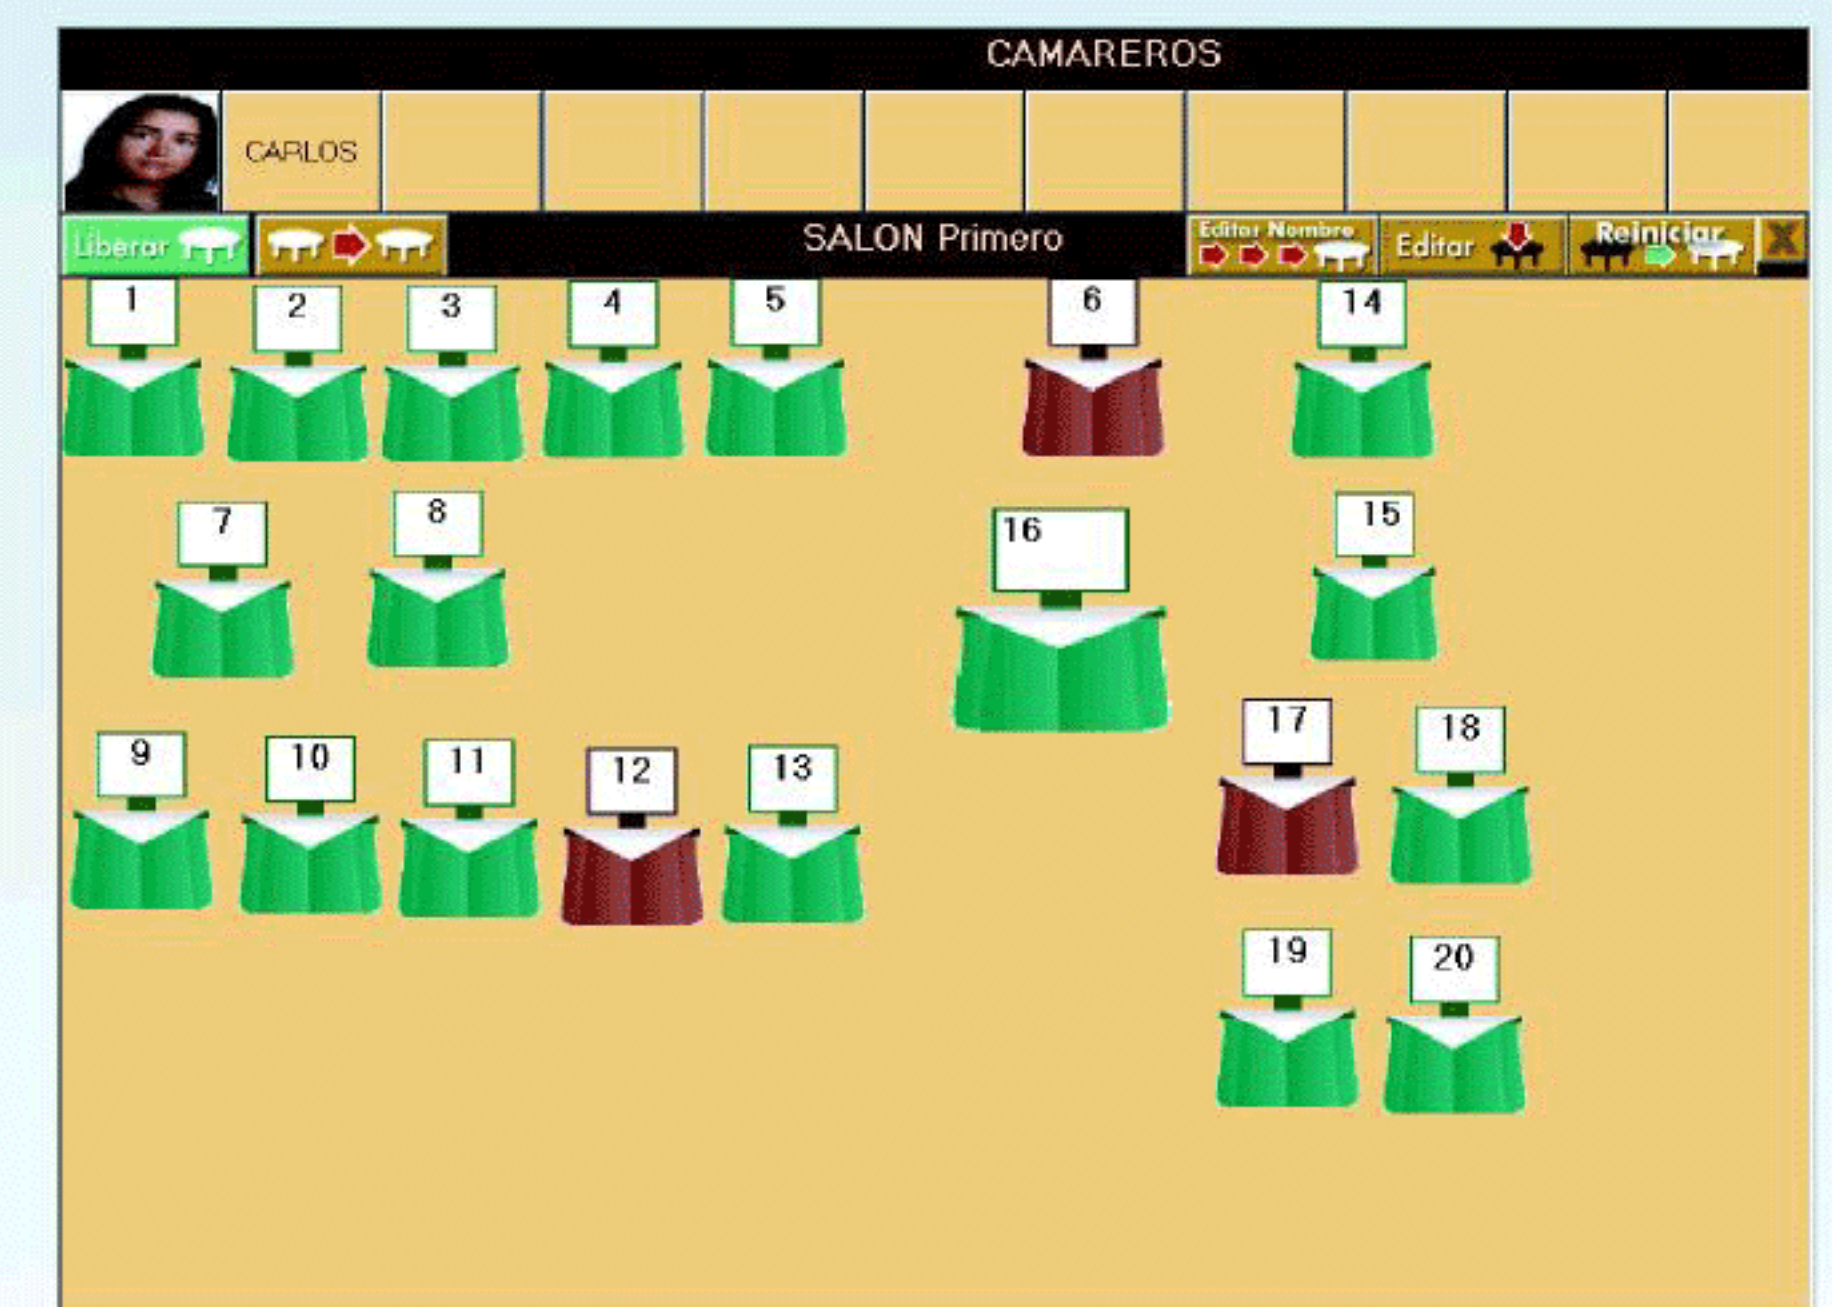 CAMAREROS
CARLOS
Liberar
SALON Primero
Editar Nombre
Editar
Reiniciar
X
1 2 3 4 5 6 14
7 8 16 15
9 10 11 12 13 17 18
19 20